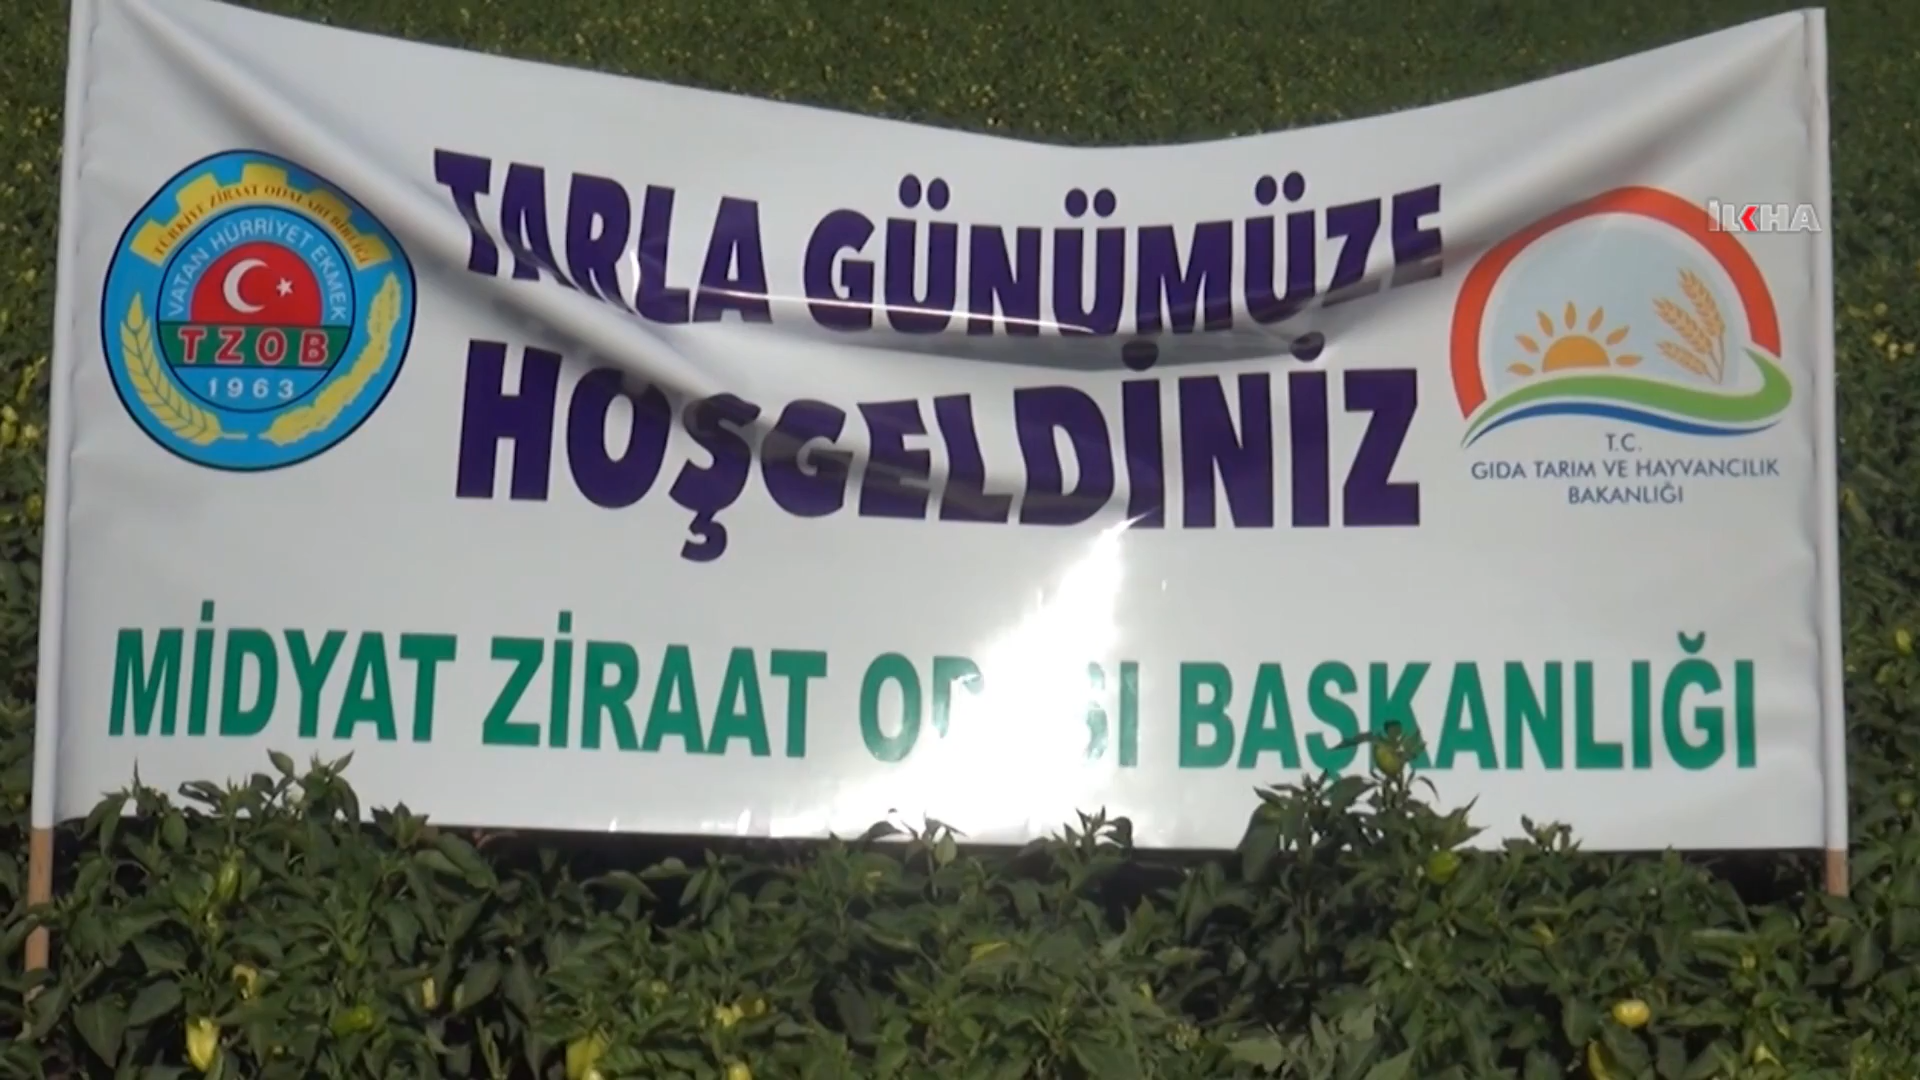 İLKHA
TARLA GÜNÜMÜZE
HOŞGELDİNİZ
TÜRKİYE ZİRAAT ODALARI BİRLİĞİ
VATAN HÜRRİYET EKMEK
TZOB
1963
T.C.
GIDA TARIM VE HAYVANCILIK
BAKANLIĞI
MİDYAT ZİRAAT BAŞKANLIĞI